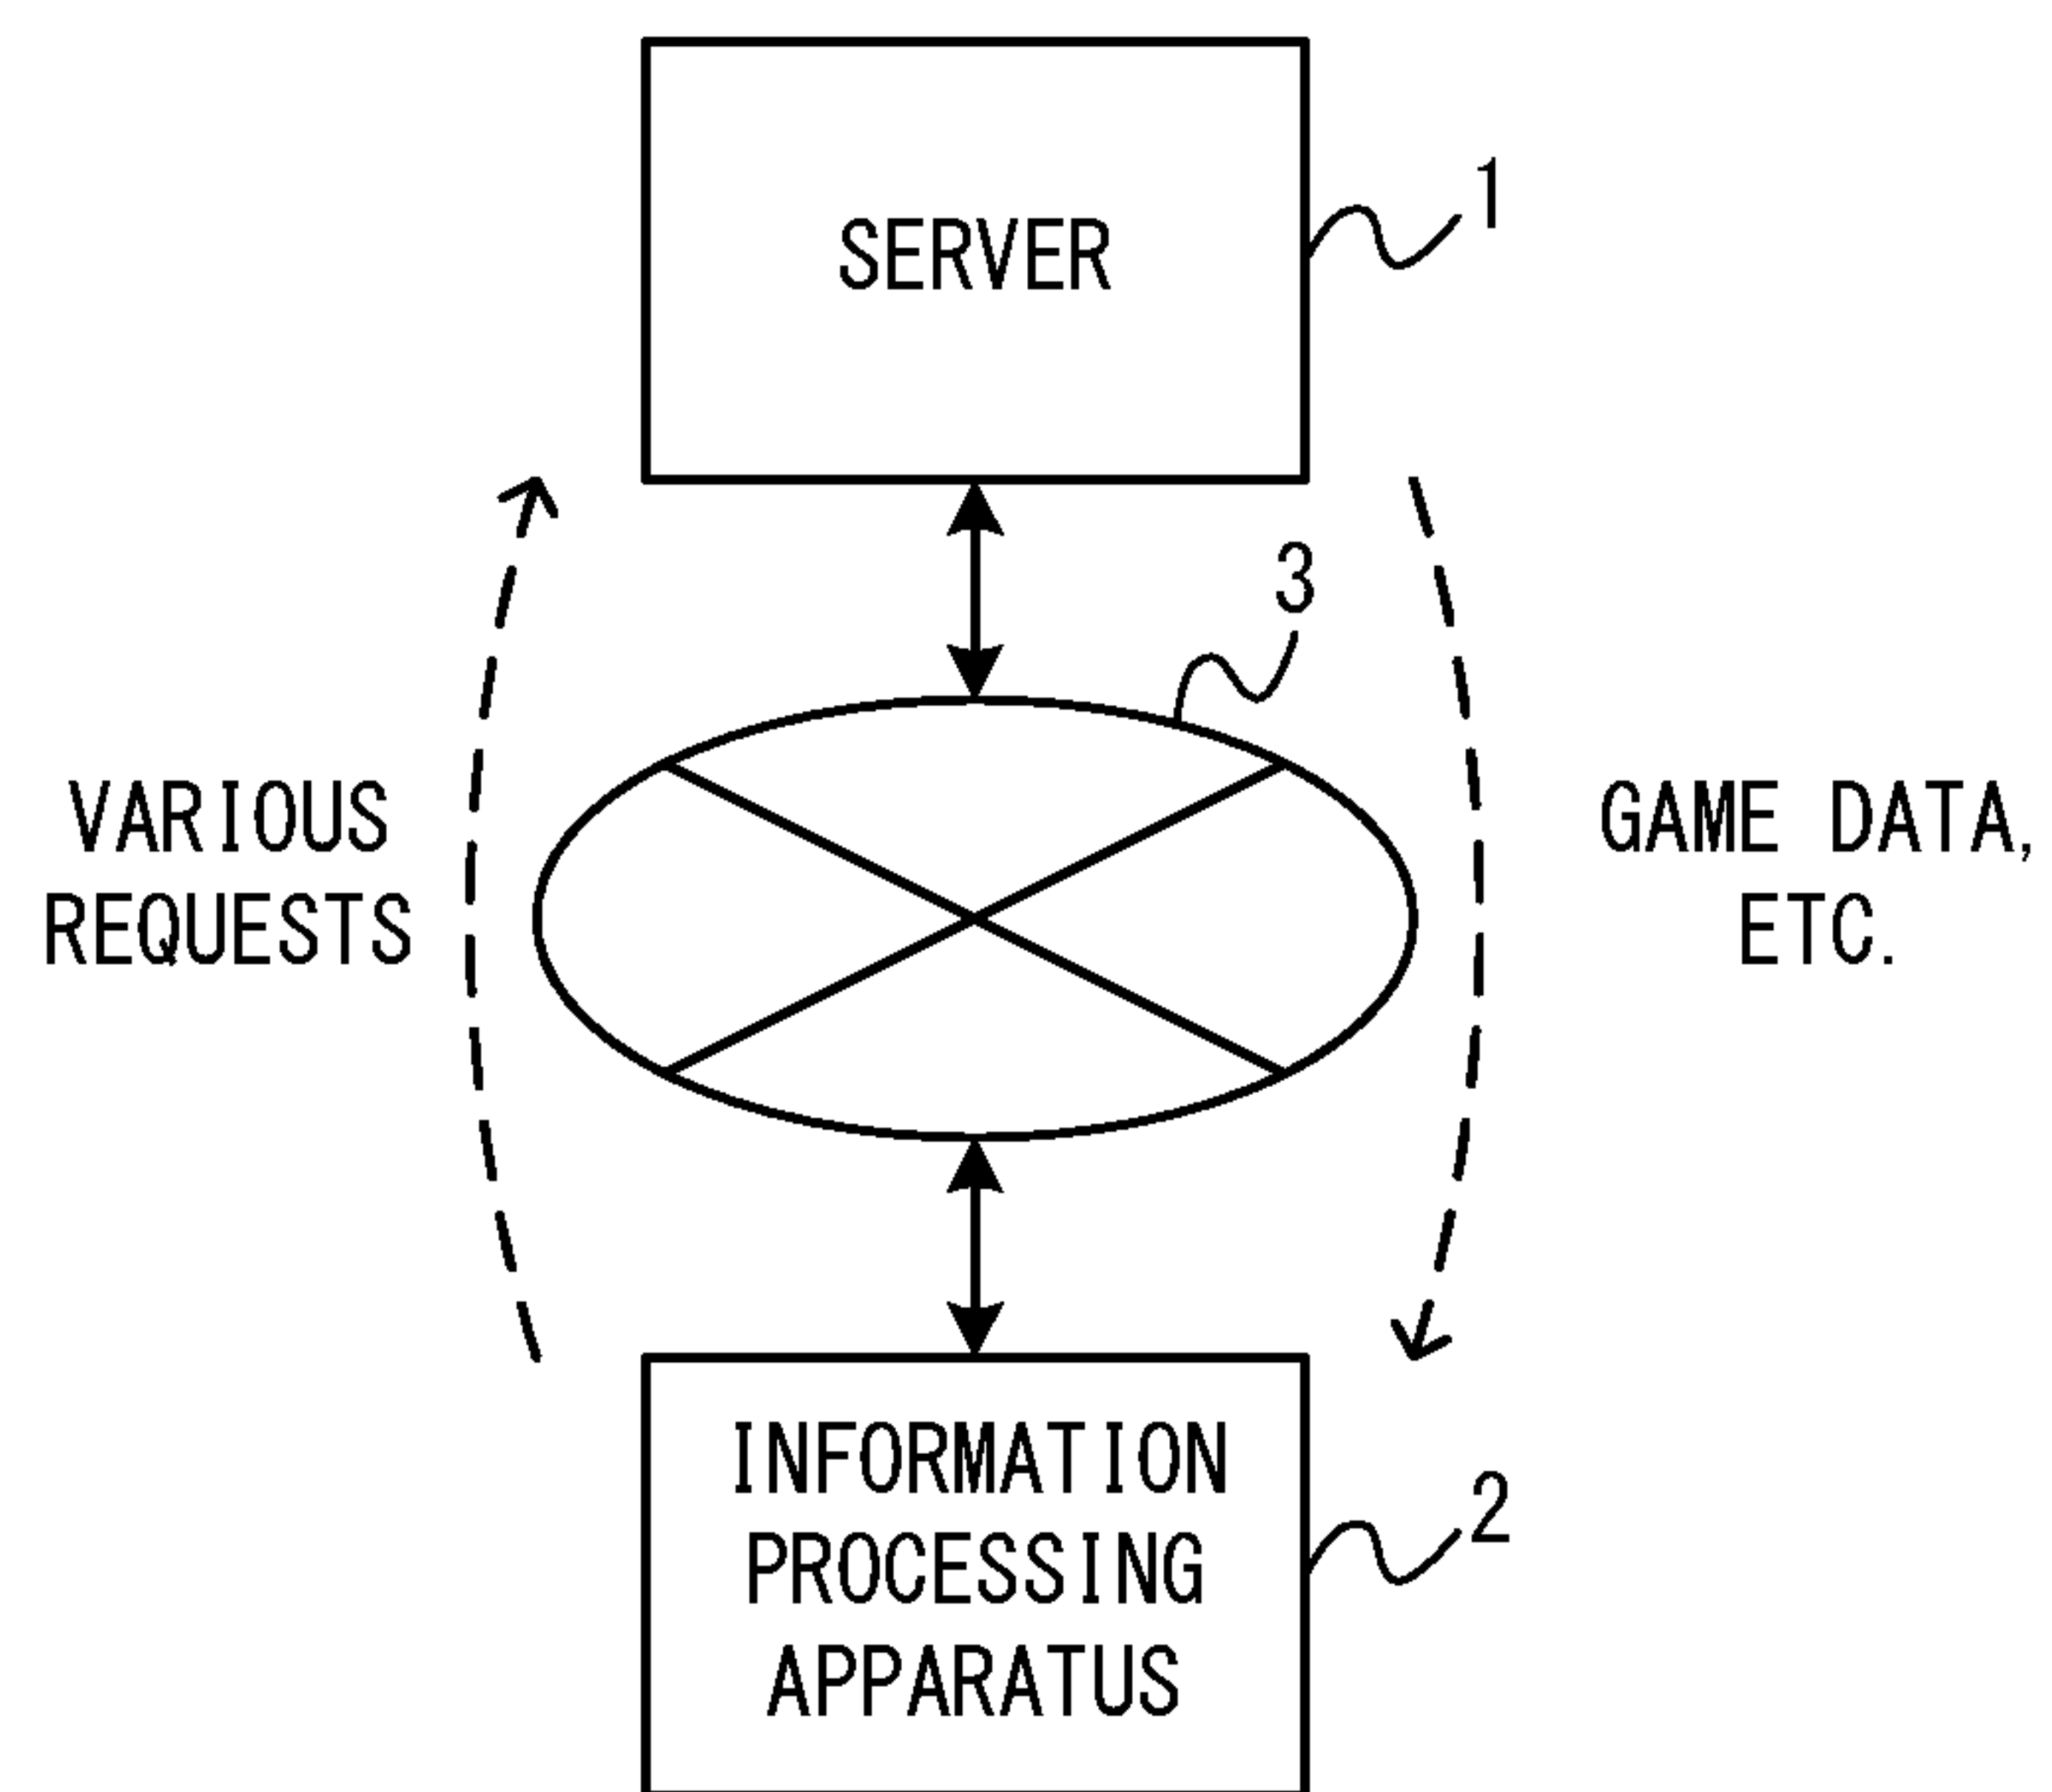 SERVER
1
3
VARIOUS
REQUESTS
GAME DATA,
ETC.
INFORMATION
PROCESSING
APPARATUS
2